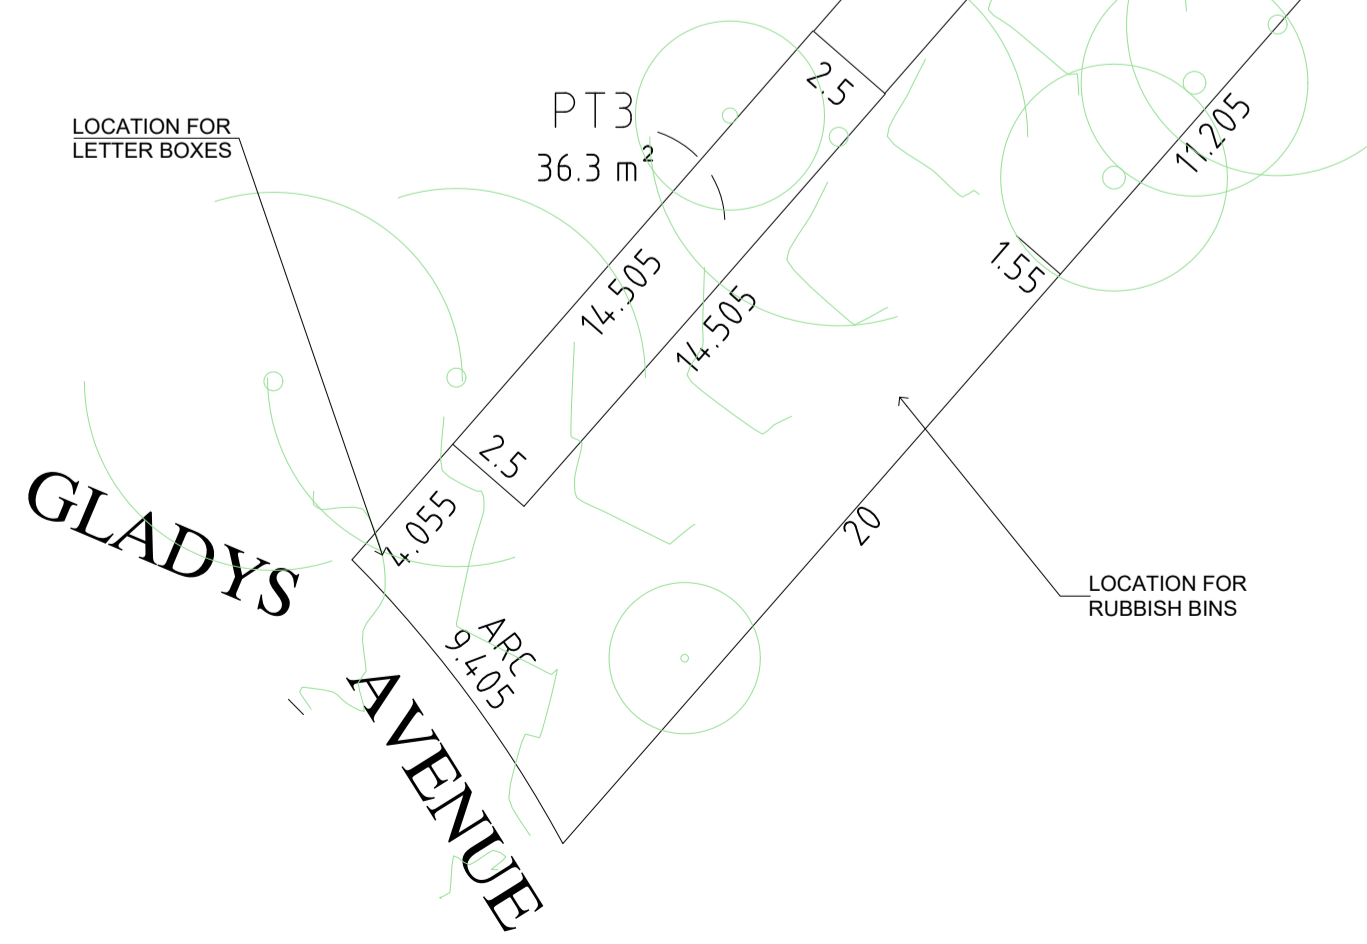 PT3
36.3 m²
LOCATION FOR
LETTER BOXES
2.5
11.205
1.55
14.505
14.505
2.5
4.055
20
GLADYS
AVENUE
ARC
9.405
LOCATION FOR
RUBBISH BINS